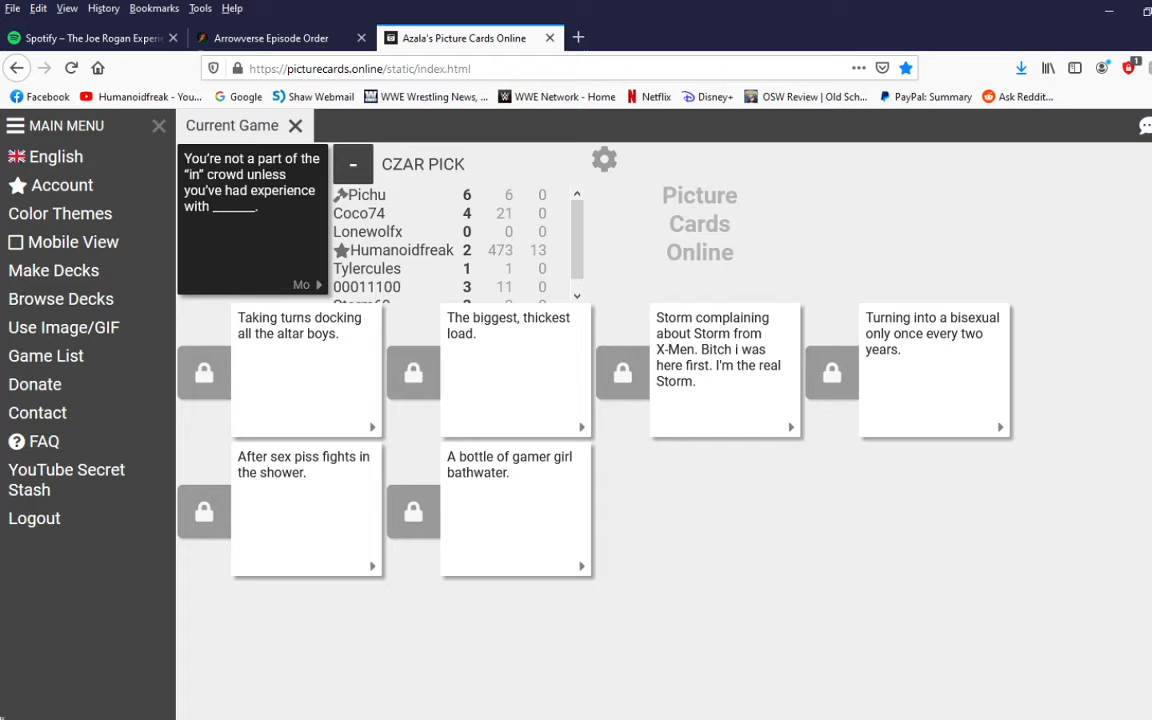 File Edit View History Bookmarks Tools Help
Spotify – The Joe Rogan Experi
Arrowverse Episode Order
Azala's Picture Cards Online
https://picturecards.online/static/index.html
1
Facebook
Humanoidfreak - You...
Google
Shaw Webmail
WWE Wrestling News, ...
WWE Network - Home
Netflix
Disney+
OSW Review | Old Sch...
PayPal: Summary
Ask Reddit...
MAIN MENU
English
Account
Color Themes
Mobile View
Make Decks
Browse Decks
Use Image/GIF
Game List
Donate
Contact
FAQ
YouTube Secret
Stash
Logout
Current Game
You're not a part of the
“in” crowd unless
you've had experience
with ______.
Mo
-
CZAR PICK
Pichu 6 6 0
Coco74 4 21 0
Lonewolfx 0 0 0
Humanoidfreak 2 473 13
Tylercules 1 1 0
00011100 3 11 0
Picture
Cards
Online
Taking turns docking
all the altar boys.
The biggest, thickest
load.
Storm complaining
about Storm from
X-Men. Bitch i was
here first. I'm the real
Storm.
Turning into a bisexual
only once every two
years.
After sex piss fights in
the shower.
A bottle of gamer girl
bathwater.